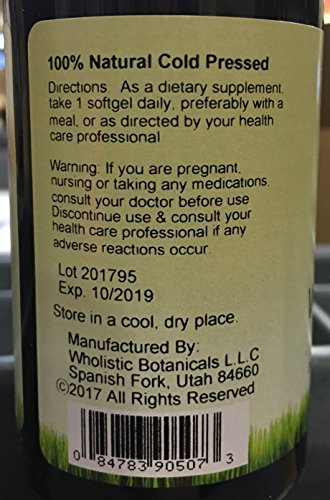 100% Natural Cold Pressed
Directions. As a dietary supplement,
take 1 softgel daily, preferably with a
meal, or as directed by your health
care professional
Warning: If you are pregnant,
nursing or taking any medications,
consult your doctor before use
Discontinue use & consult your
health care professional if any
adverse reactions occur.
Lot 201795
Exp. 10/2019
Store in a cool, dry place.
Manufactured By:
Wholistic Botanicals L.L.C
Spanish Fork, Utah 84660
©2017 All Rights Reserved
0 84783 90507 3